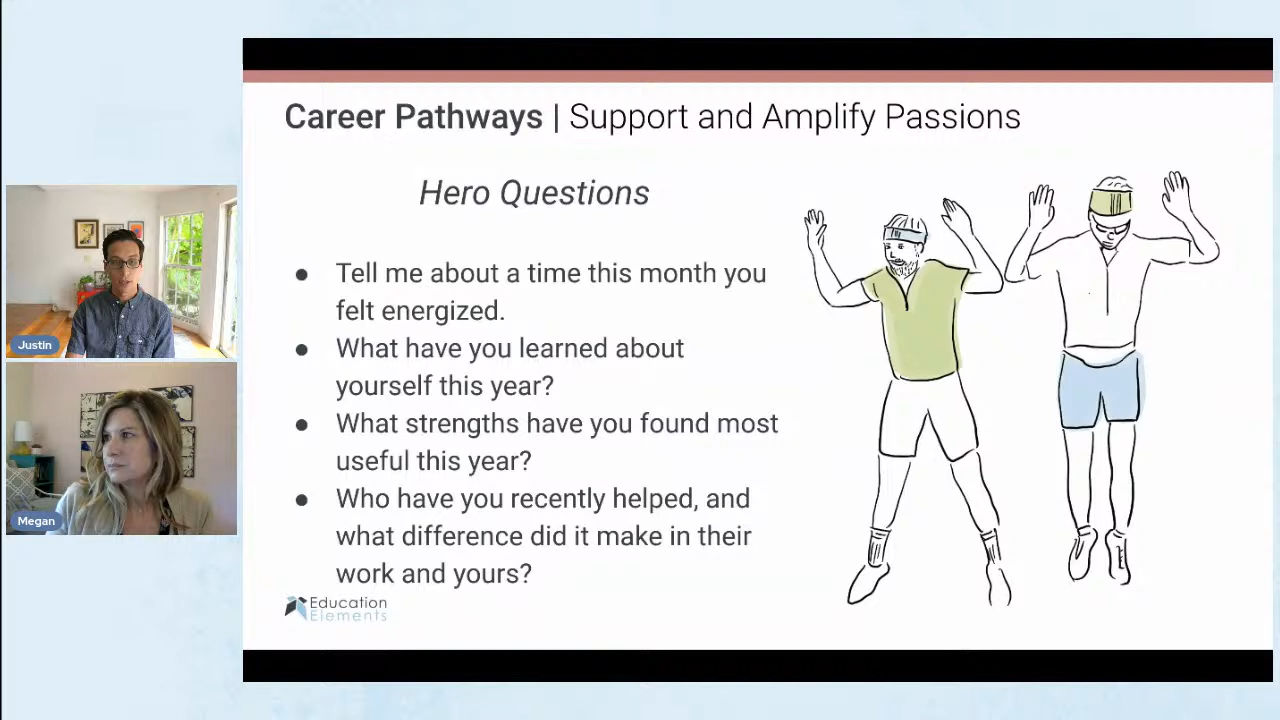 Career Pathways | Support and Amplify Passions
Hero Questions
● Tell me about a time this month you
felt energized.
● What have you learned about
yourself this year?
● What strengths have you found most
useful this year?
● Who have you recently helped, and
what difference did it make in their
work and yours?
Education
Elements
Justin
Megan